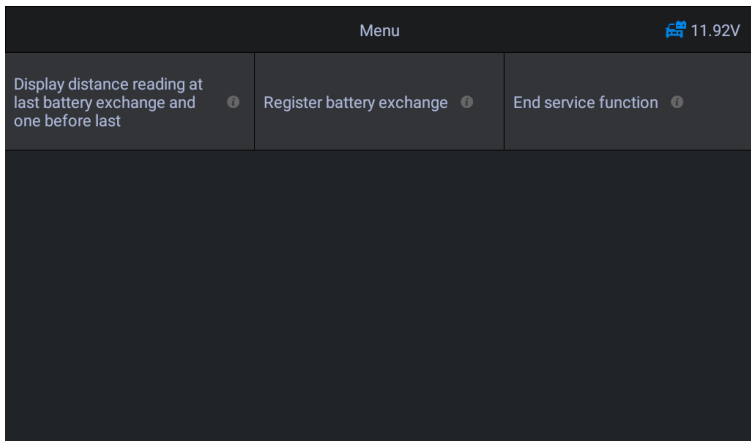 Menu
11.92V
Display distance reading at
last battery exchange and
one before last
Register battery exchange
End service function